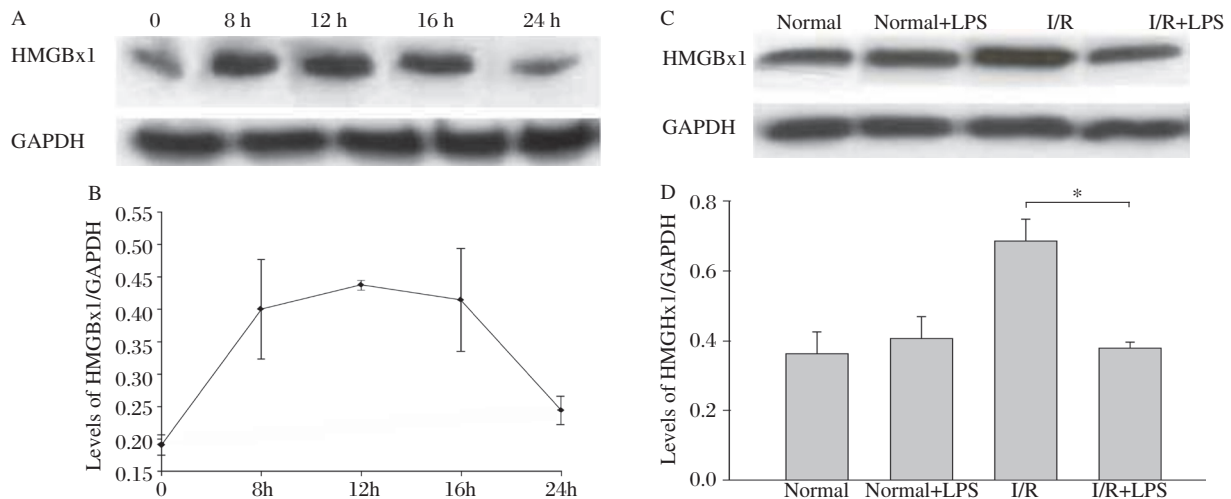 A
0 8 h 12 h 16 h 24 h
HMGBx1
GAPDH
B
Levels of HMGBx1/GAPDH
0.55
0.50
0.45
0.40
0.35
0.30
0.25
0.20
0.15
0 8h 12h 16h 24h
C
Normal Normal+LPS I/R I/R+LPS
HMGBx1
GAPDH
D
Levels of HMGHx1/GAPDH
0.8
0.6
0.4
0.2
0.0
*
Normal Normal+LPS I/R I/R+LPS